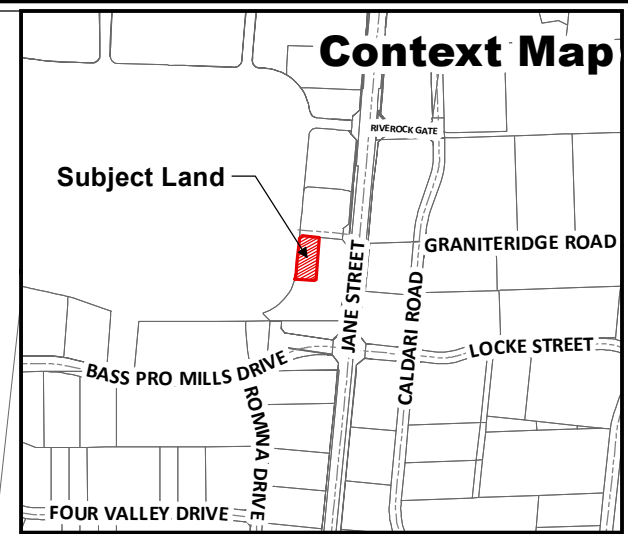 Context Map
RIVEROCK GATE
Subject Land
GRANITERIDGE ROAD
JANE STREET
CALDARI ROAD
LOCKE STREET
BASS PRO MILLS DRIVE
ROMINA DRIVE
FOUR VALLEY DRIVE